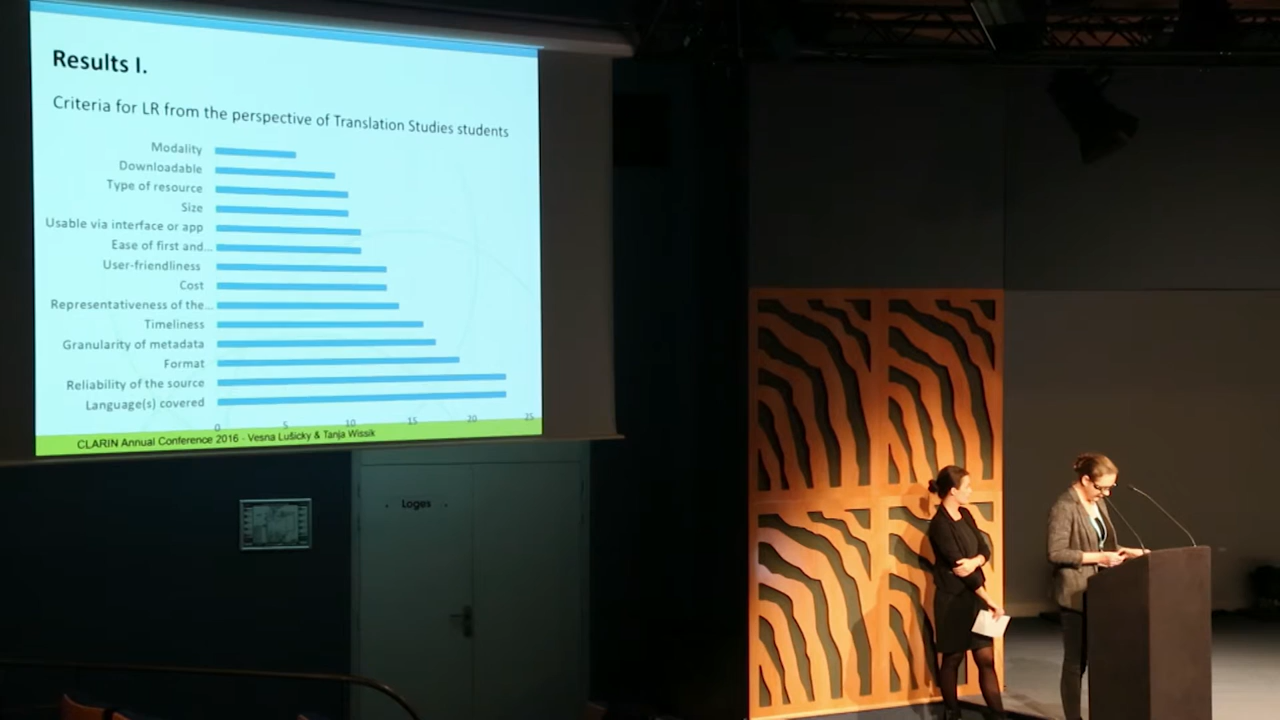 Results I.
Criteria for LR from the perspective of Translation Studies students
Modality
Downloadable
Type of resource
Size
Usable via interface or app
Ease of first and...
User-friendliness
Cost
Representativeness of the...
Timeliness
Granularity of metadata
Format
Reliability of the source
Language(s) covered
0 5 10 15 20 25
CLARIN Annual Conference 2016 - Vesna Lušicky & Tanja Wissik
Loges